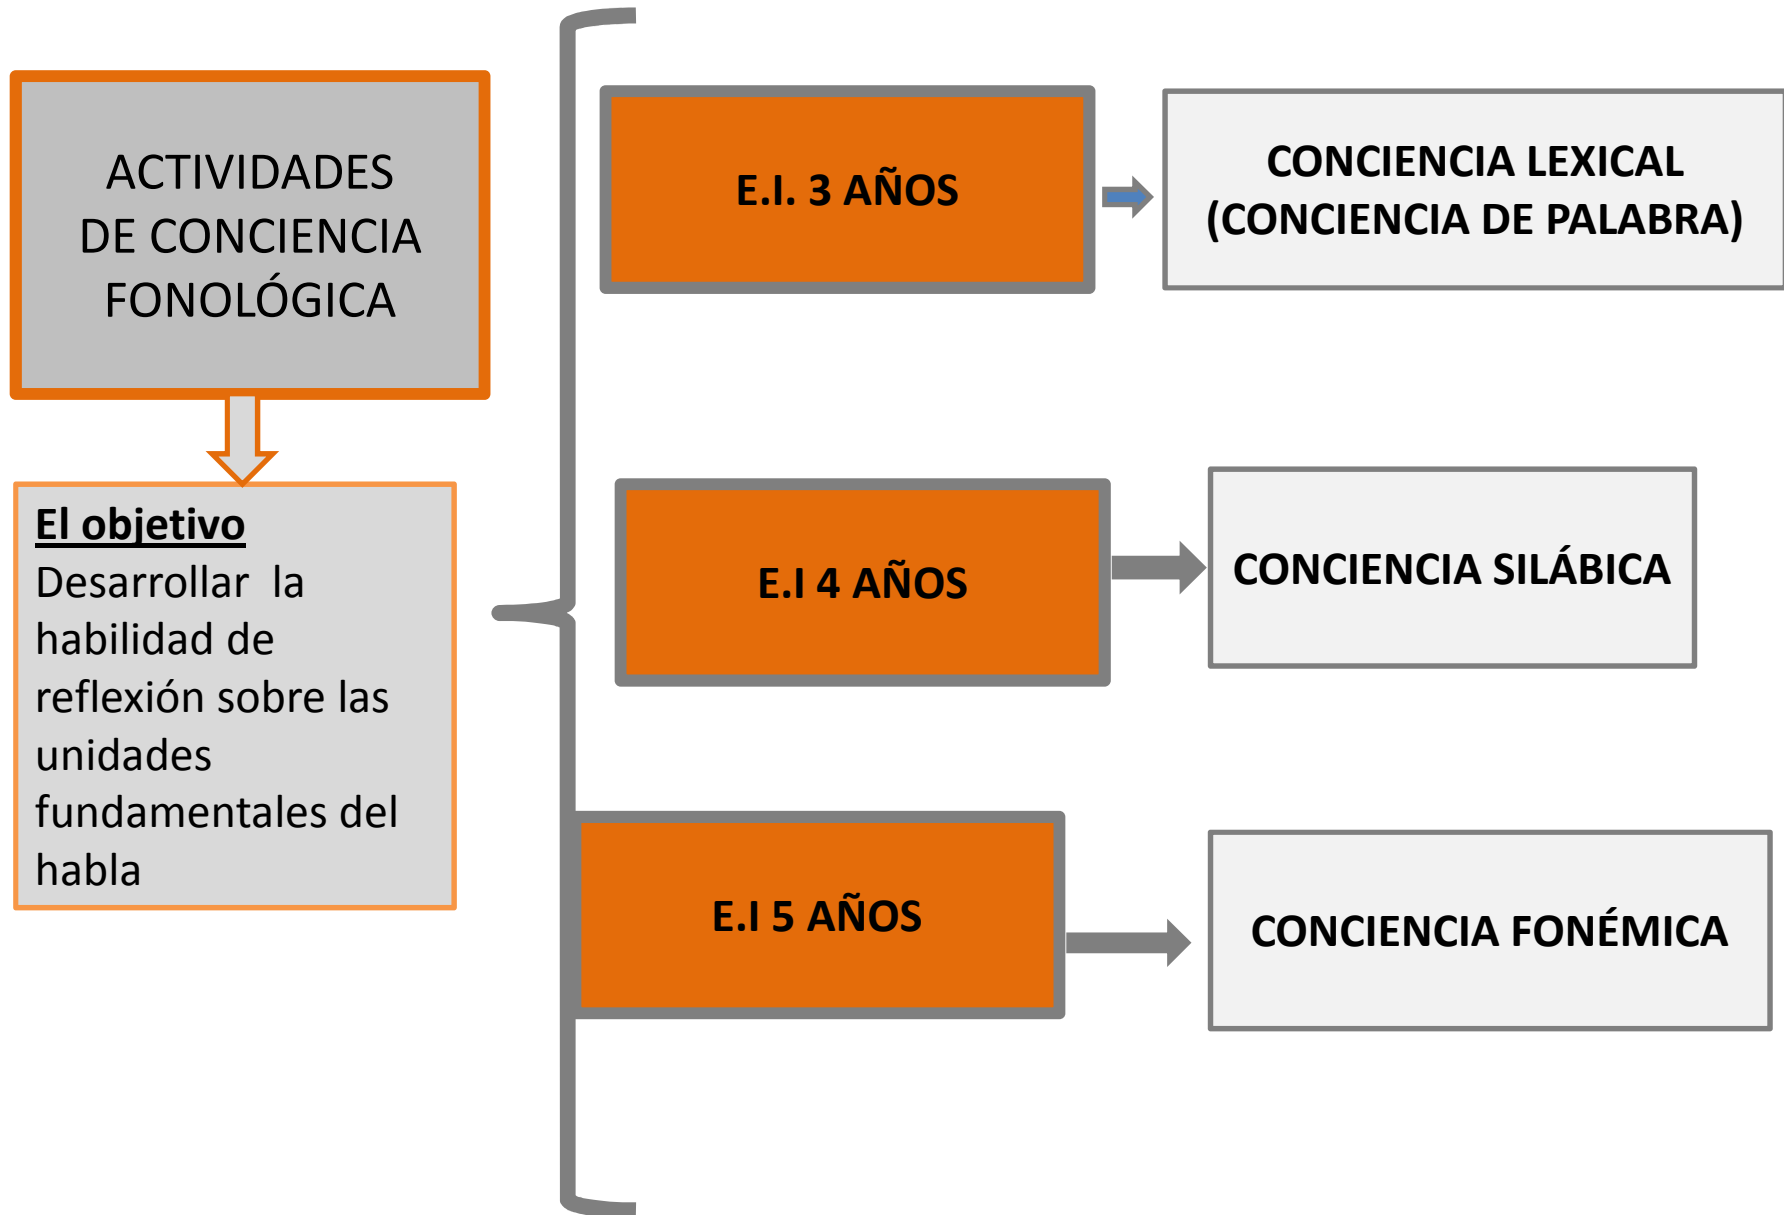 ACTIVIDADES
DE CONCIENCIA
FONOLÓGICA
El objetivo
Desarrollar  la
habilidad de
reflexión sobre las
unidades
fundamentales del
habla
E.I. 3 AÑOS
CONCIENCIA LEXICAL
(CONCIENCIA DE PALABRA)
E.I 4 AÑOS
CONCIENCIA SILÁBICA
E.I 5 AÑOS
CONCIENCIA FONÉMICA